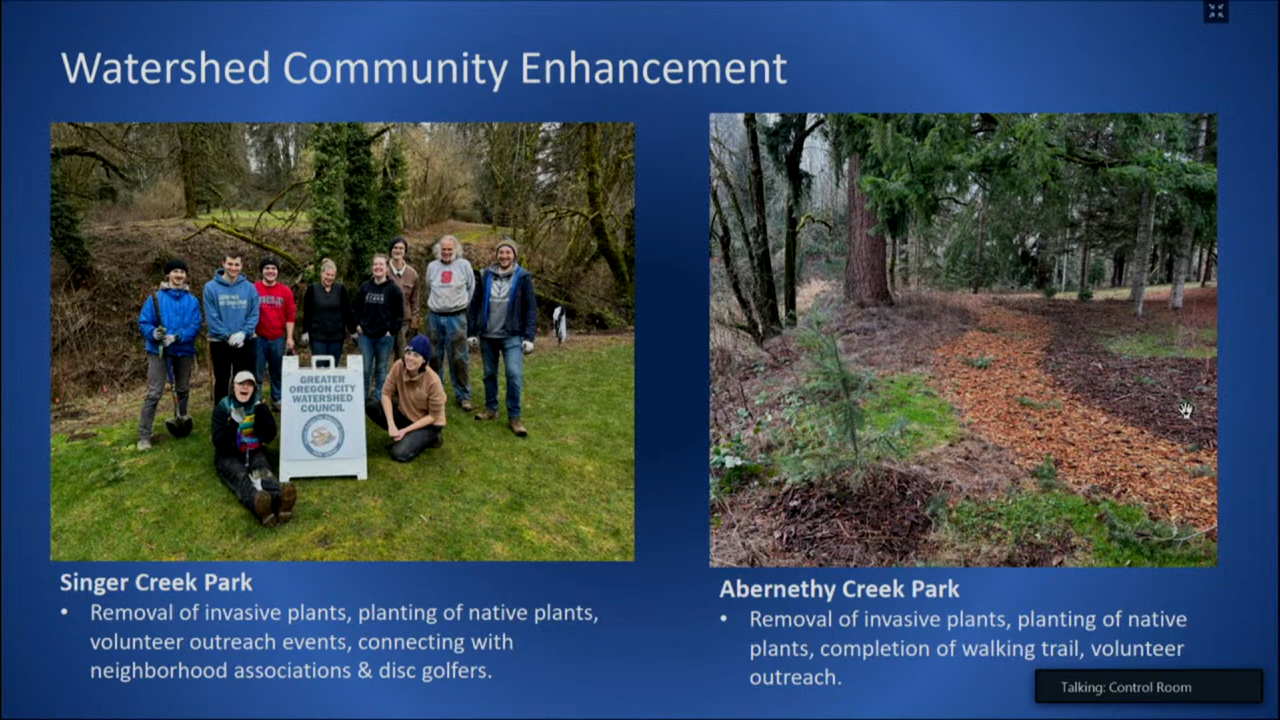 Watershed Community Enhancement
GREATER
OREGON CITY
WATERSHED
COUNCIL
Singer Creek Park
• Removal of invasive plants, planting of native plants,
volunteer outreach events, connecting with
neighborhood associations & disc golfers.
Abernethy Creek Park
• Removal of invasive plants, planting of native
plants, completion of walking trail, volunteer
outreach.
Talking: Control Room